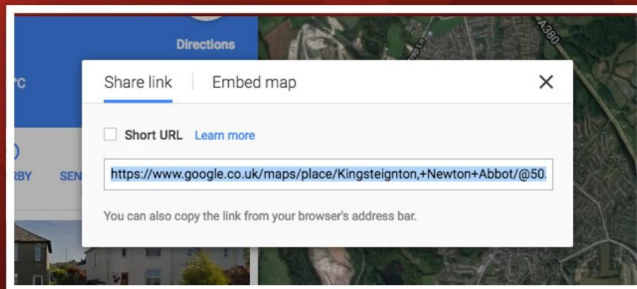 Directions
A380
°C
Share link Embed map
Short URL Learn more
RBY SEN
https://www.google.co.uk/maps/place/Kingsteignton,+Newton+Abbot/@50.
You can also copy the link from your browser's address bar.